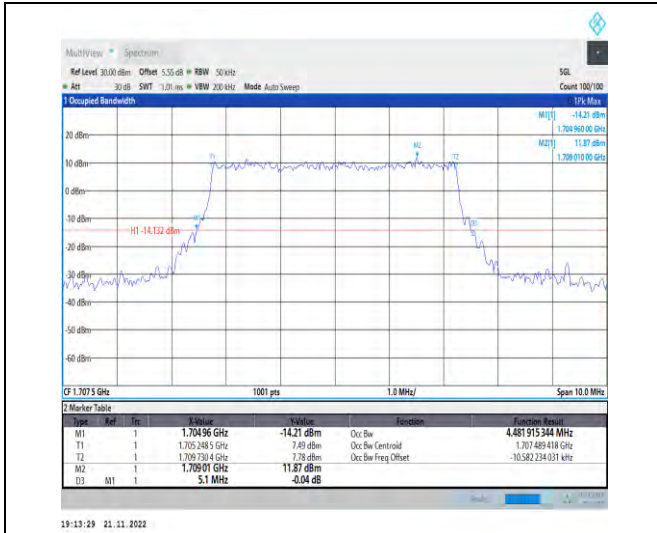 MultiView Spectrum
Ref Level 30.00 dBm Offset 5.55 dB RBW 50 kHz SGL
Att 30 dB SWT 1.01 ms VBW 200 kHz Mode Auto Sweep Count 100/100
1 Occupied Bandwidth 1Pk Max
M1[1] -14.21 dBm
1.704 960 00 GHz
M2[1] 11.87 dBm
1.709 010 00 GHz
20 dBm
M2
T1 T2
10 dBm
0 dBm
-10 dBm
H1 -14.132 dBm
-20 dBm
-30 dBm
-40 dBm
-50 dBm
-60 dBm
CF 1.707 5 GHz 1001 pts 1.0 MHz/ Span 10.0 MHz
2 Marker Table
Type Ref Trc X-Value Y-Value Function Function Result
M1 1 1.704 96 GHz -14.21 dBm Occ Bw 4.481 915 344 MHz
T1 1 1.705 248 5 GHz 7.49 dBm Occ Bw Centroid 1.707 489 418 GHz
T2 1 1.709 730 4 GHz 7.78 dBm Occ Bw Freq Offset -10.582 234 031 kHz
M2 1 1.709 01 GHz 11.87 dBm
D3 M1 1 5.1 MHz -0.04 dB
19:13:29 21.11.2022